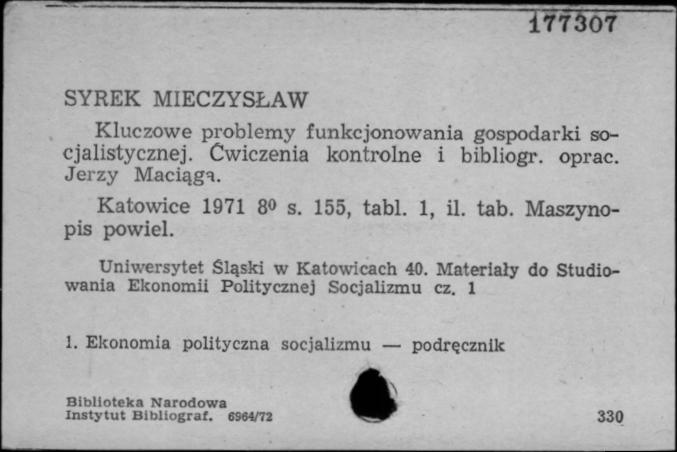 177307
SYREK MIECZYSŁAW
Kluczowe problemy funkcjonowania gospodarki so-
cjalistycznej. Ćwiczenia kontrolne i bibliogr. oprac.
Jerzy Maciąga.
Katowice 1971 8⁰ s. 155, tabl. 1, il. tab. Maszyno-
pis powiel.
Uniwersytet Śląski w Katowicach 40. Materiały do Studio-
wania Ekonomii Politycznej Socjalizmu cz. 1
1. Ekonomia polityczna socjalizmu — podręcznik
Biblioteka Narodowa
Instytut Bibliograf. 6964/72
330